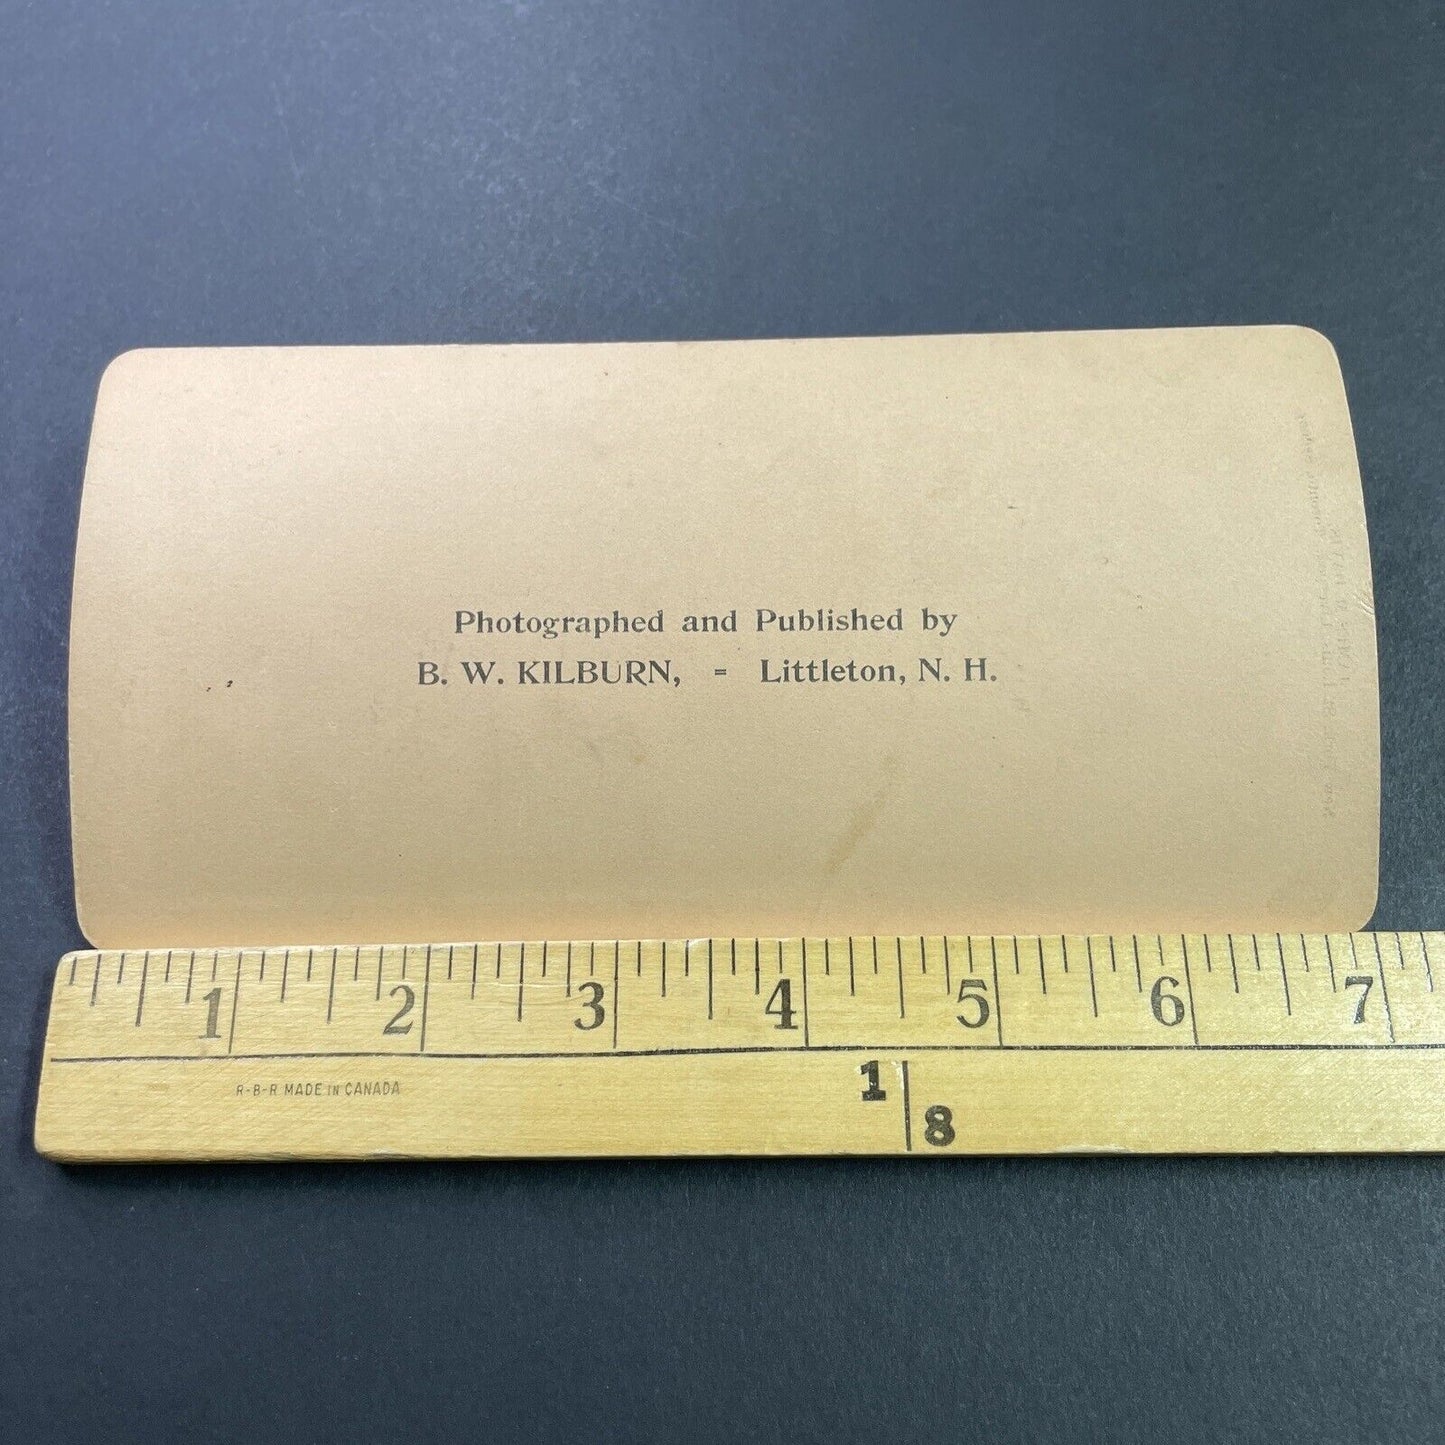 Photographed and Published by
B. W. KILBURN, = Littleton, N. H.
1 2 3 4 5 6 7
R-B-R MADE IN CANADA
1
8